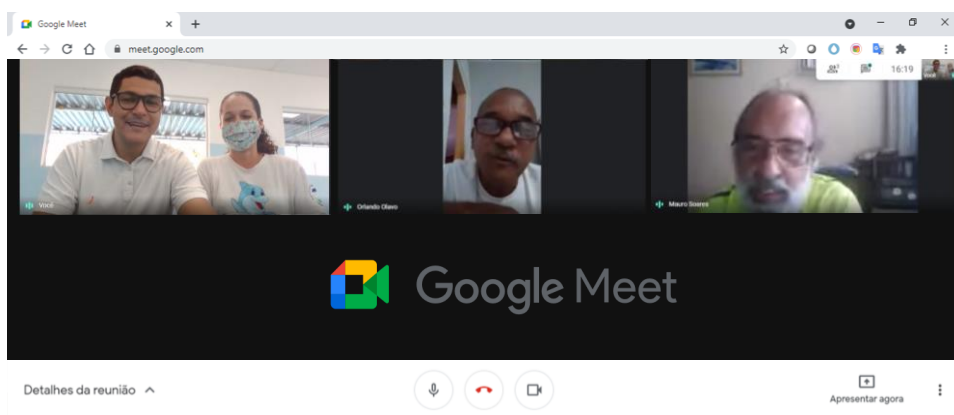 Google Meet
meet.google.com
16:19
Você
Orlando Olavo
Mauro Soares
Google Meet
Detalhes da reunião
Apresentar agora